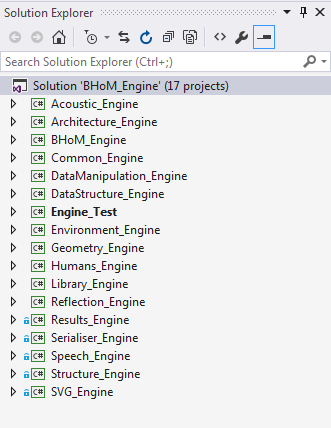 Solution Explorer
Search Solution Explorer (Ctrl+;)
Solution 'BHoM_Engine' (17 projects)
C# Acoustic_Engine
C# Architecture_Engine
C# BHoM_Engine
C# Common_Engine
C# DataManipulation_Engine
C# DataStructure_Engine
C# Engine_Test
C# Environment_Engine
C# Geometry_Engine
C# Humans_Engine
C# Library_Engine
C# Reflection_Engine
C# Results_Engine
C# Serialiser_Engine
C# Speech_Engine
C# Structure_Engine
C# SVG_Engine